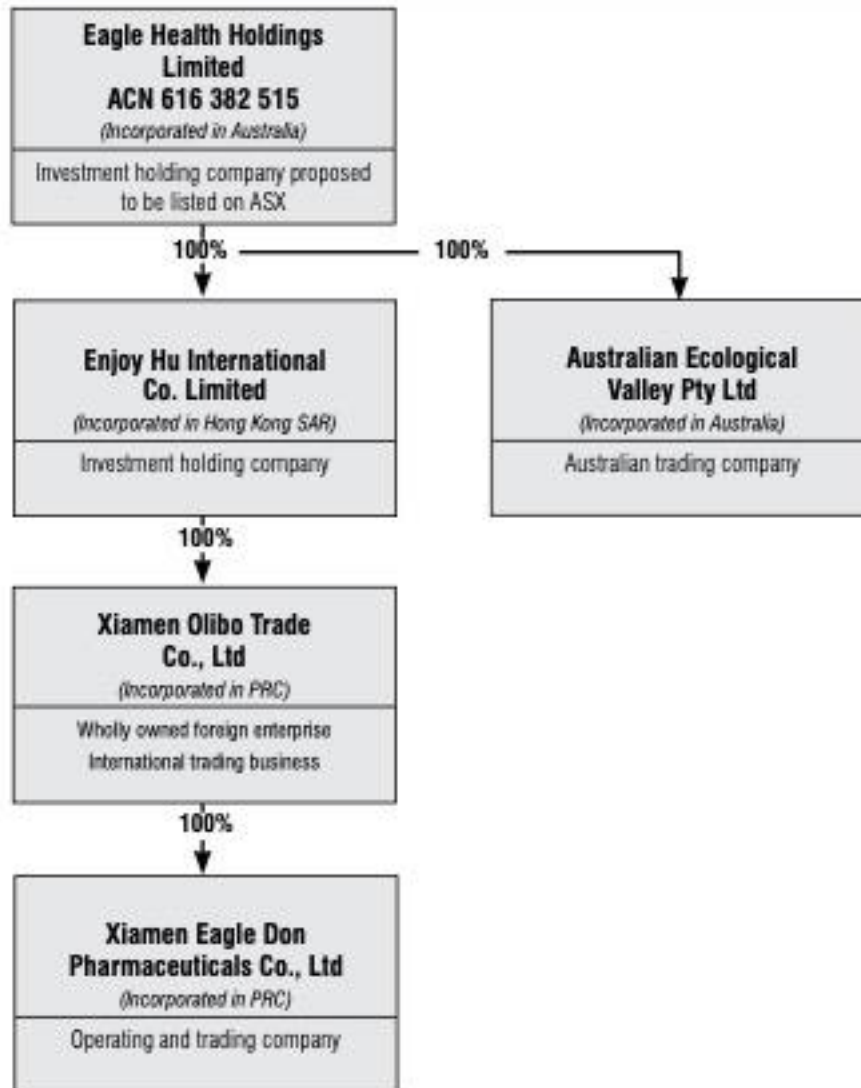 Eagle Health Holdings
Limited
ACN 616 382 515
(Incorporated in Australia)
Investment holding company proposed
to be listed on ASX
100%
100%
Enjoy Hu International
Co. Limited
(Incorporated in Hong Kong SAR)
Investment holding company
Australian Ecological
Valley Pty Ltd
(Incorporated in Australia)
Australian trading company
100%
Xiamen Olibo Trade
Co., Ltd
(Incorporated in PRC)
Wholly owned foreign enterprise
International trading business
100%
Xiamen Eagle Don
Pharmaceuticals Co., Ltd
(Incorporated in PRC)
Operating and trading company